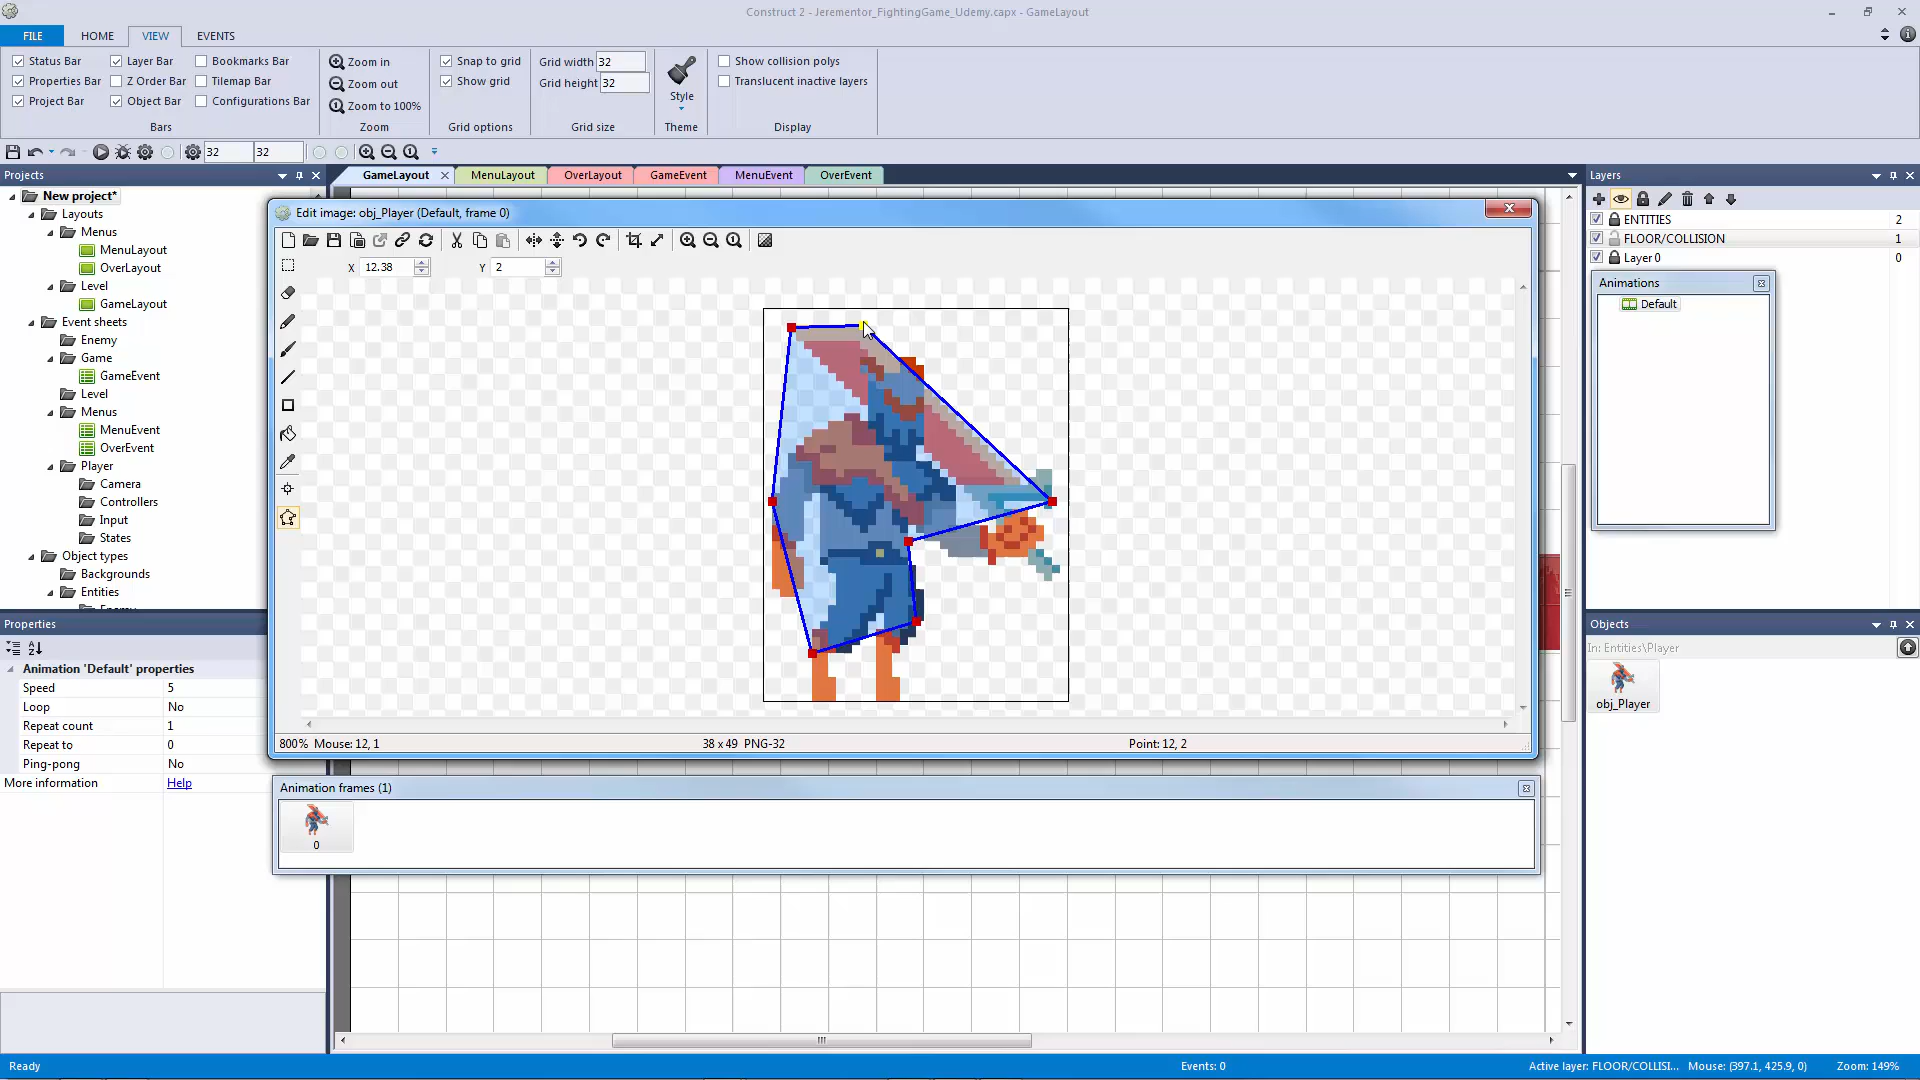 Construct 2 - Jerementor_FightingGame_Udemy.capx - GameLayout
FILE HOME VIEW EVENTS
Status Bar Layer Bar Bookmarks Bar Zoom in Snap to grid Grid width 32 Show collision polys
Properties Bar Z Order Bar Tilemap Bar Zoom out Show grid Grid height 32 Translucent inactive layers
Project Bar Object Bar Configurations Bar Zoom to 100% Style
Bars Zoom Grid options Grid size Theme Display
32 32
Projects
New project*
Layouts
Menus
MenuLayout
OverLayout
Level
GameLayout
Event sheets
Enemy
Game
GameEvent
Level
Menus
MenuEvent
OverEvent
Player
Camera
Controllers
Input
States
Object types
Backgrounds
Entities
Properties
Animation 'Default' properties
Speed 5
Loop No
Repeat count 1
Repeat to 0
Ping-pong No
More information Help
GameLayout MenuLayout OverLayout GameEvent MenuEvent OverEvent
Edit image: obj_Player (Default, frame 0)
X 12.38 Y 2
800% Mouse: 12, 1 38 x 49 PNG-32 Point: 12, 2
Animation frames (1)
0
Layers
ENTITIES 2
FLOOR/COLLISION 1
Layer 0 0
Animations
Default
Objects
In: Entities\Player
obj_Player
Ready Events: 0 Active layer: FLOOR/COLLISI... Mouse: (397.1, 425.9, 0) Zoom: 149%